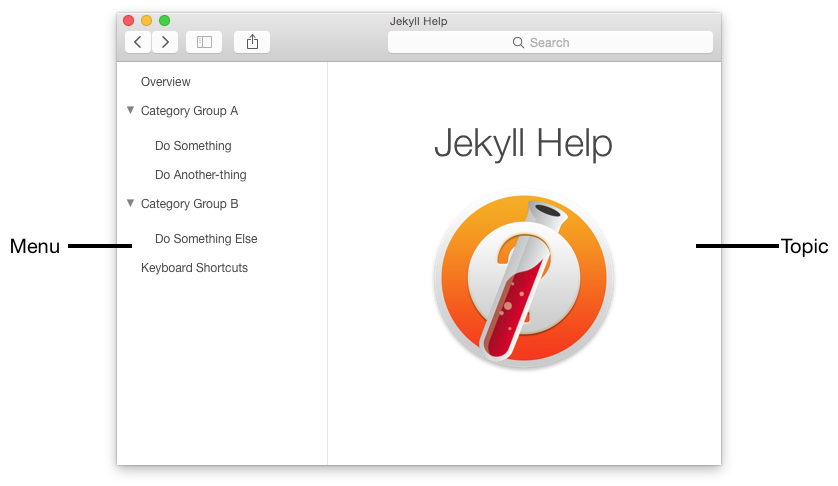 Jekyll Help
Search
Overview
Category Group A
Do Something
Do Another-thing
Category Group B
Do Something Else
Keyboard Shortcuts
Jekyll Help
Menu
Topic